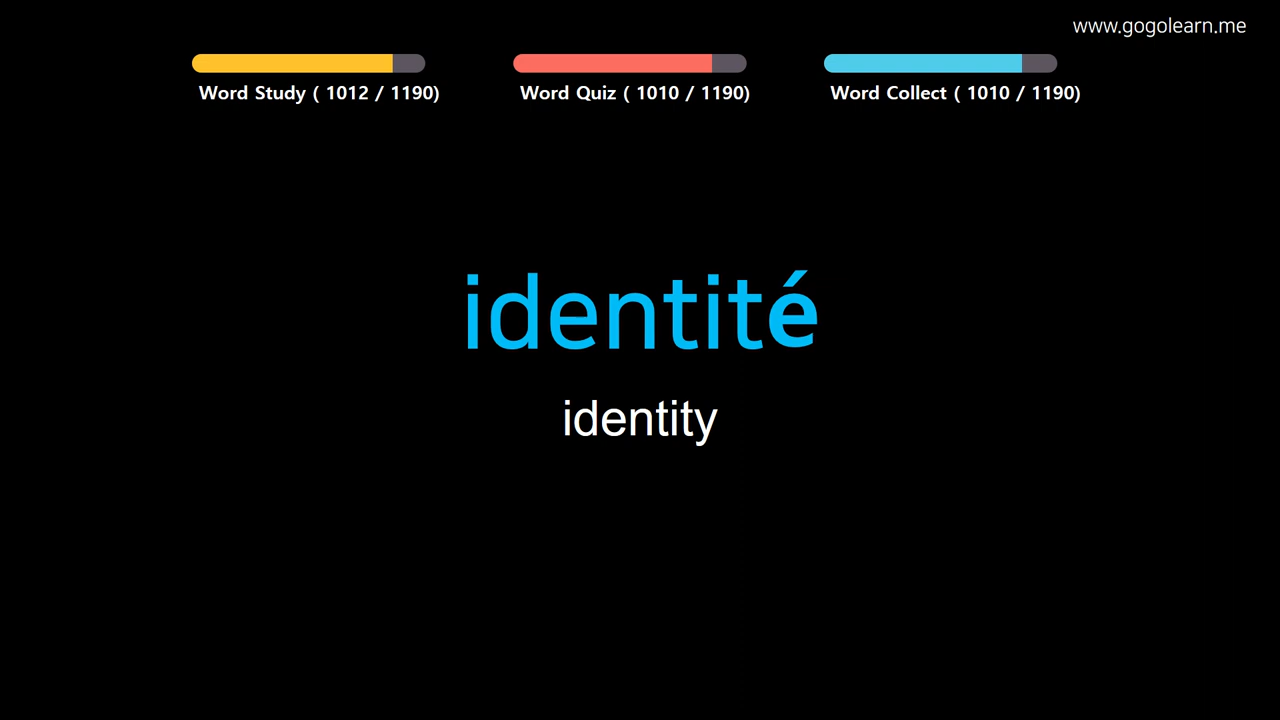 www.gogolearn.me
Word Study ( 1012 / 1190)
Word Quiz ( 1010 / 1190)
Word Collect ( 1010 / 1190)
identité
identity